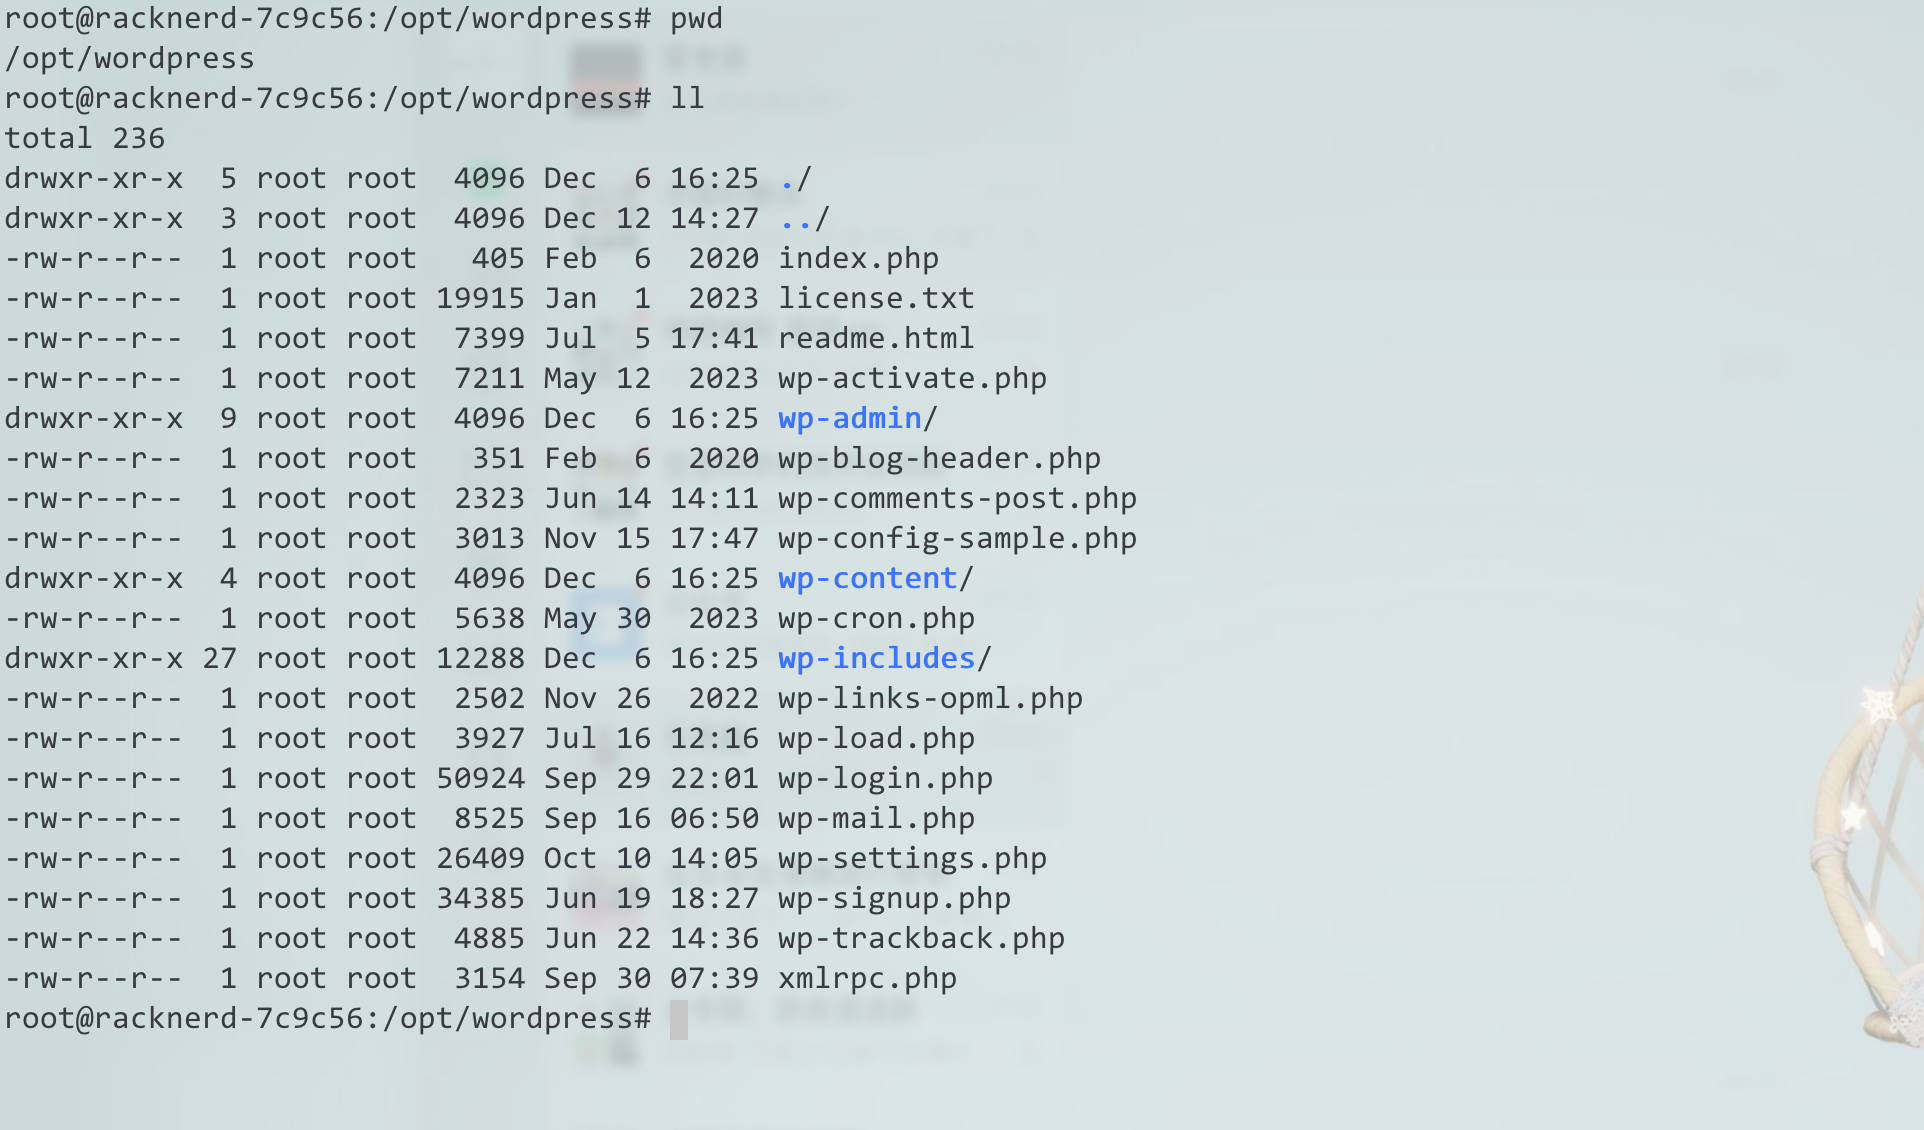 root@racknerd-7c9c56:/opt/wordpress# pwd
/opt/wordpress
root@racknerd-7c9c56:/opt/wordpress# ll
total 236
drwxr-xr-x  5 root root  4096 Dec  6 16:25 ./
drwxr-xr-x  3 root root  4096 Dec 12 14:27 ../
-rw-r--r--  1 root root   405 Feb  6  2020 index.php
-rw-r--r--  1 root root 19915 Jan  1  2023 license.txt
-rw-r--r--  1 root root  7399 Jul  5 17:41 readme.html
-rw-r--r--  1 root root  7211 May 12  2023 wp-activate.php
drwxr-xr-x  9 root root  4096 Dec  6 16:25 wp-admin/
-rw-r--r--  1 root root   351 Feb  6  2020 wp-blog-header.php
-rw-r--r--  1 root root  2323 Jun 14 14:11 wp-comments-post.php
-rw-r--r--  1 root root  3013 Nov 15 17:47 wp-config-sample.php
drwxr-xr-x  4 root root  4096 Dec  6 16:25 wp-content/
-rw-r--r--  1 root root  5638 May 30  2023 wp-cron.php
drwxr-xr-x 27 root root 12288 Dec  6 16:25 wp-includes/
-rw-r--r--  1 root root  2502 Nov 26  2022 wp-links-opml.php
-rw-r--r--  1 root root  3927 Jul 16 12:16 wp-load.php
-rw-r--r--  1 root root 50924 Sep 29 22:01 wp-login.php
-rw-r--r--  1 root root  8525 Sep 16 06:50 wp-mail.php
-rw-r--r--  1 root root 26409 Oct 10 14:05 wp-settings.php
-rw-r--r--  1 root root 34385 Jun 19 18:27 wp-signup.php
-rw-r--r--  1 root root  4885 Jun 22 14:36 wp-trackback.php
-rw-r--r--  1 root root  3154 Sep 30 07:39 xmlrpc.php
root@racknerd-7c9c56:/opt/wordpress#